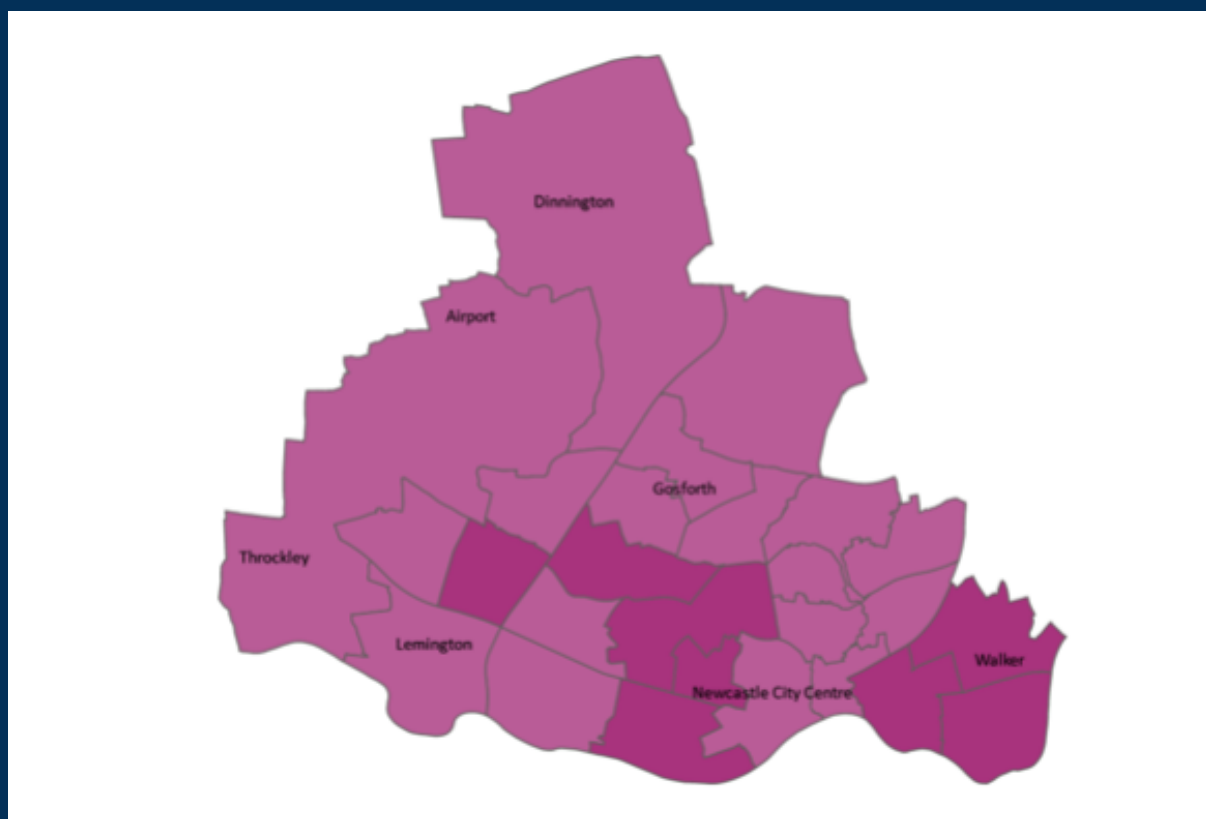 Dinnington
Airport
Gosforth
Throckley
Lemington
Walker
Newcastle City Centre